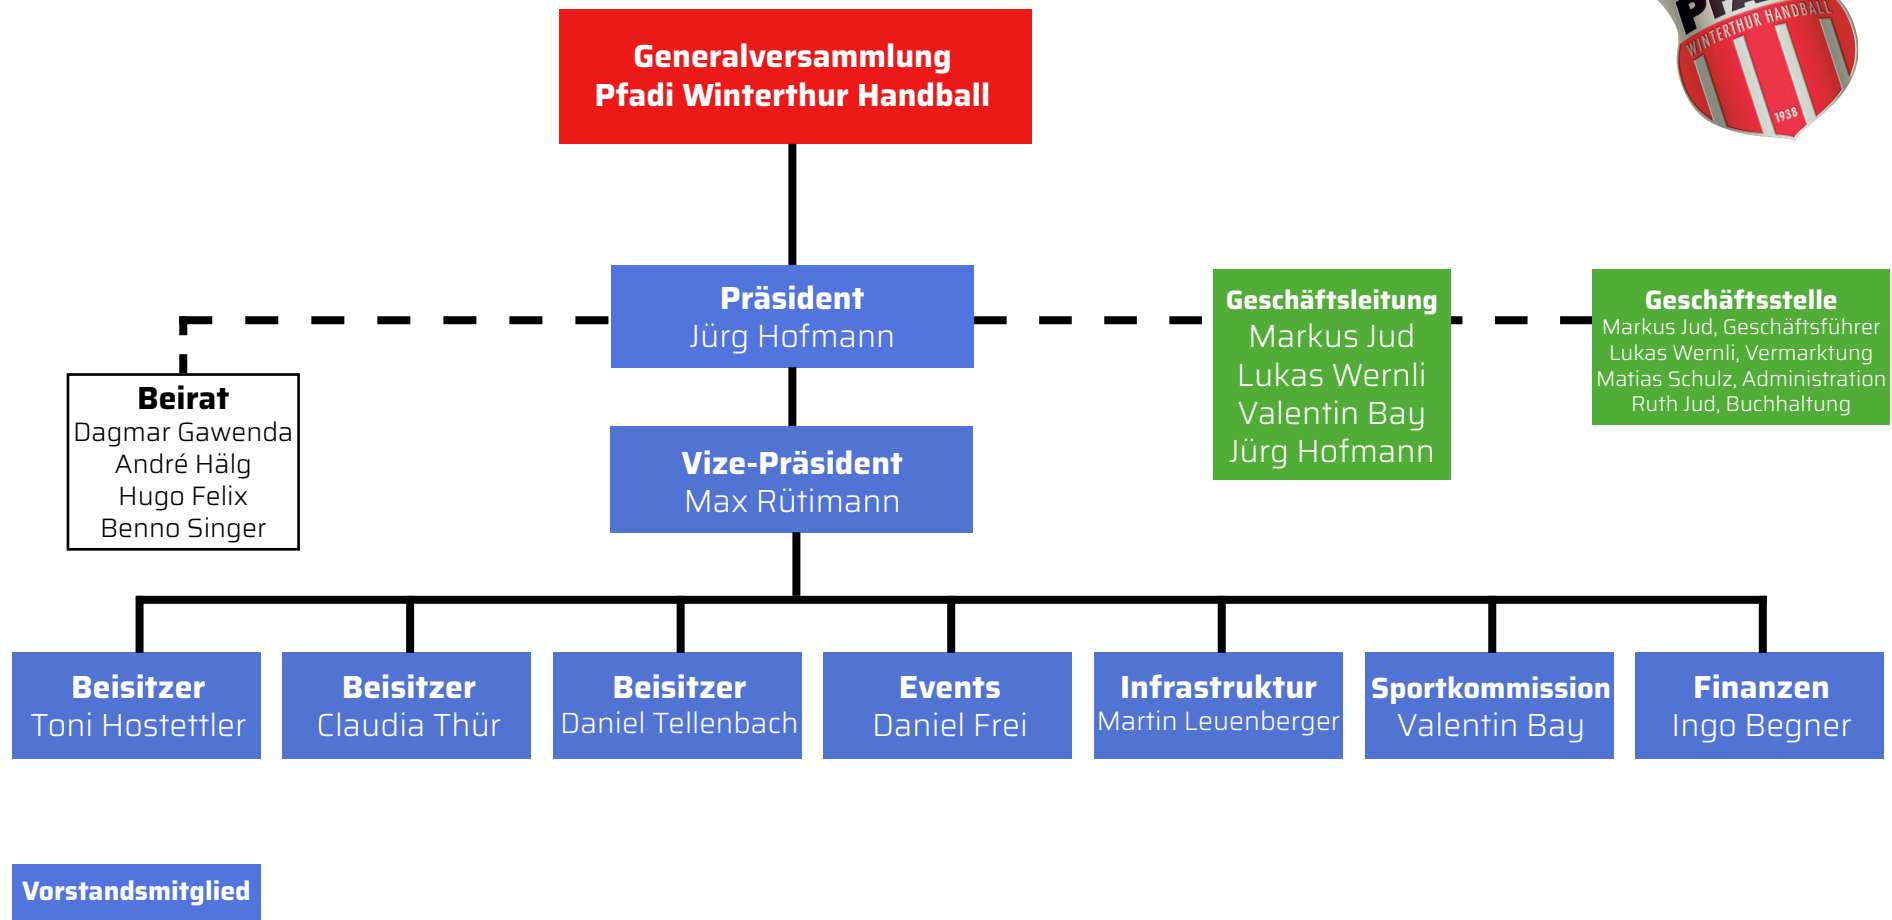 Generalversammlung
Pfadi Winterthur Handball
WINTERTHUR HANDBALL
1938
Präsident
Jürg Hofmann
Geschäftsleitung
Markus Jud
Lukas Wernli
Valentin Bay
Jürg Hofmann
Geschäftsstelle
Markus Jud, Geschäftsführer
Lukas Wernli, Vermarktung
Matias Schulz, Administration
Ruth Jud, Buchhaltung
Beirat
Dagmar Gawenda
André Hälg
Hugo Felix
Benno Singer
Vize-Präsident
Max Rütimann
Beisitzer
Toni Hostettler
Beisitzer
Claudia Thür
Beisitzer
Daniel Tellenbach
Events
Daniel Frei
Infrastruktur
Martin Leuenberger
Sportkommission
Valentin Bay
Finanzen
Ingo Begner
Vorstandsmitglied